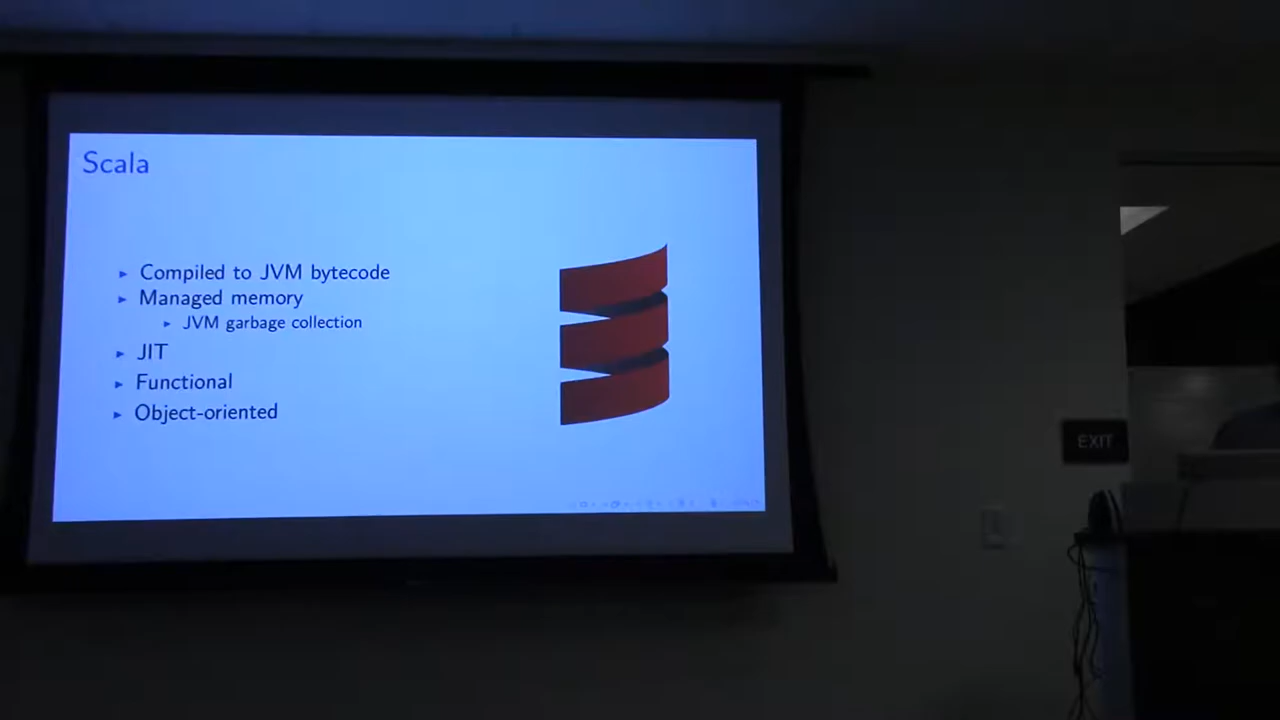 Scala
Compiled to JVM bytecode
Managed memory
JVM garbage collection
JIT
Functional
Object-oriented
EXIT